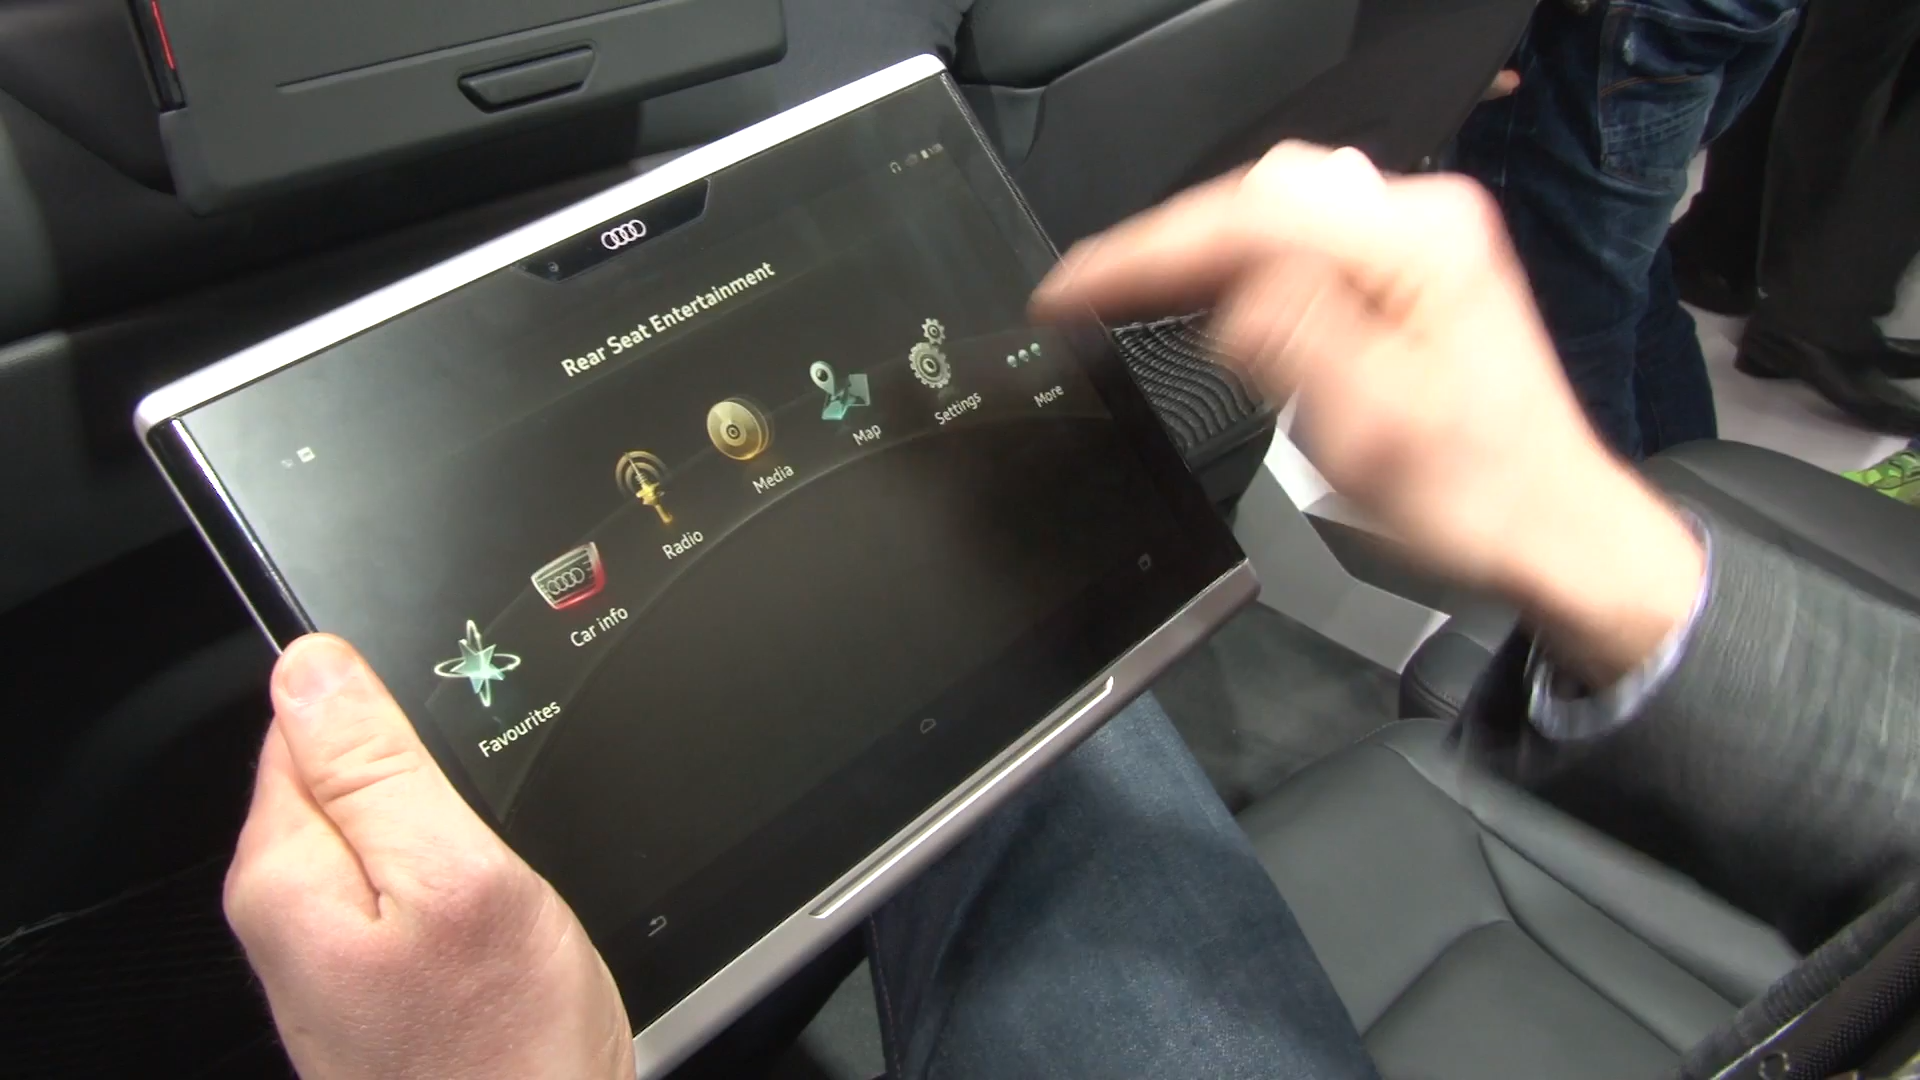 Rear Seat Entertainment
Favourites
Car info
Radio
Media
Map
Settings
More